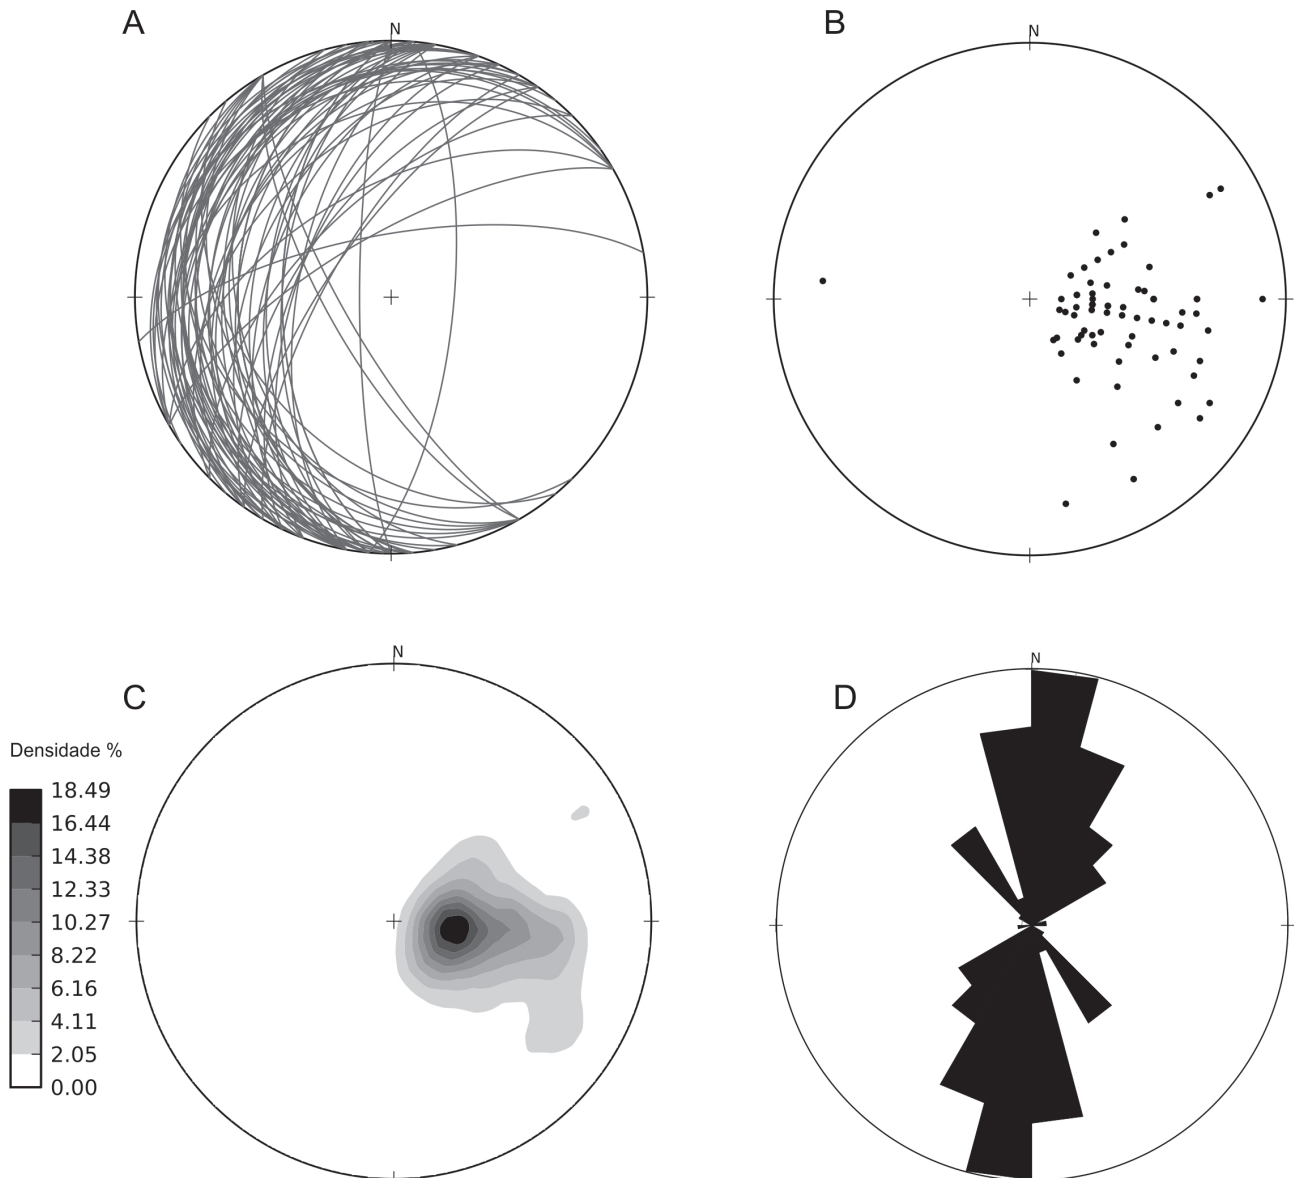 A
N
B
N
C
N
D
N
Densidade %
18.49
16.44
14.38
12.33
10.27
8.22
6.16
4.11
2.05
0.00